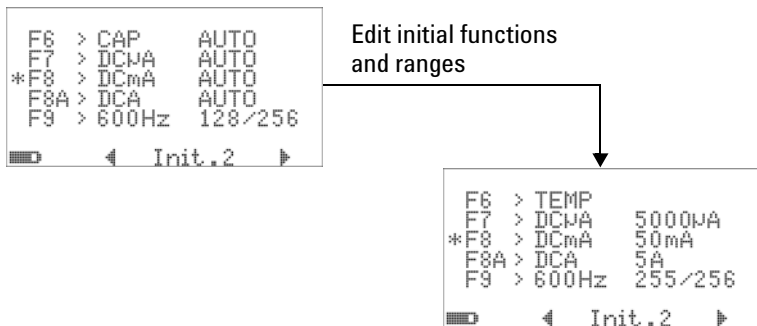 F6 > CAP AUTO
F7 > DCµA AUTO
*F8 > DCmA AUTO
F8A > DCA AUTO
F9 > 600Hz 128/256
Init.2
Edit initial functions
and ranges
F6 > TEMP
F7 > DCµA 5000µA
*F8 > DCmA 50mA
F8A > DCA 5A
F9 > 600Hz 255/256
Init.2